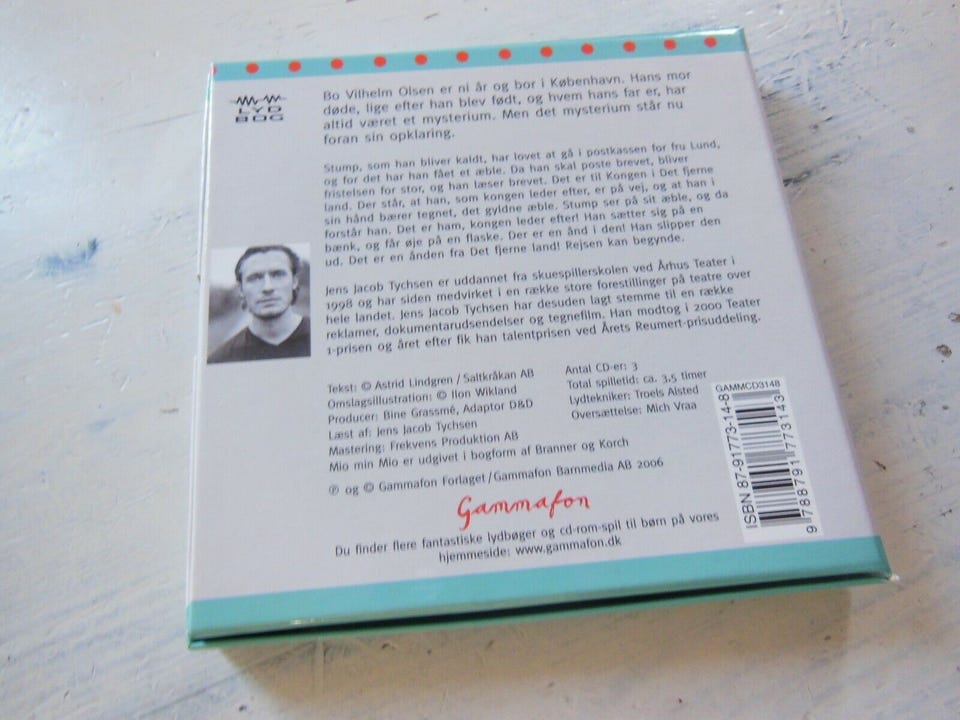 LYD
BOG
Bo Vilhelm Olsen er ni år og bor i København. Hans mor
døde, lige efter han blev født, og hvem hans far er, har
altid været et mysterium. Men det mysterium står nu
foran sin opklaring.
Stump, som han bliver kaldt, har lovet at gå i postkassen for fru Lund,
og for det har han fået et æble. Da han skal poste brevet, bliver
fristelsen for stor, og han læser brevet. Det er til Kongen i Det fjerne
land. Der står, at han, som kongen leder efter, er på vej, og at han i
sin hånd bærer tegnet, det gyldne æble. Stump ser på sit æble, og da
forstår han. Det er ham, kongen leder efter! Han sætter sig på en
bænk, og får øje på en flaske. Der er en ånd i den! Han slipper den
ud. Det er en ånden fra Det fjerne land! Rejsen kan begynde.
Jens Jacob Tychsen er uddannet fra skuespillerskolen ved Århus Teater i
1998 og har siden medvirket i en række store forestillinger på teatre over
hele landet. Jens Jacob Tychsen har desuden lagt stemme til en række
reklamer, dokumentarudsendelser og tegnefilm. Han modtog i 2000 Teater
1-prisen og året efter fik han talentprisen ved Årets Reumert-prisuddeling.
Tekst: © Astrid Lindgren / Saltkråkan AB
Omslagsillustration: © Ilon Wikland
Producer: Bine Grassmé, Adaptor D&D
Læst af: Jens Jacob Tychsen
Mastering: Frekvens Produktion AB
Mio min Mio er udgivet i bogform af Branner og Korch
Antal CD-er: 3
Total spilletid: ca. 3,5 timer
Lydtekniker: Troels Alsted
Oversættelse: Mich Vraa
℗ og © Gammafon Forlaget / Gammafon Barnmedia AB 2006
Gammafon
Du finder flere fantastiske lydbøger og cd-rom-spil til børn på vores
hjemmeside: www.gammafon.dk
GAMMCD3148
ISBN 87-91773-14-8
9 788791 773143